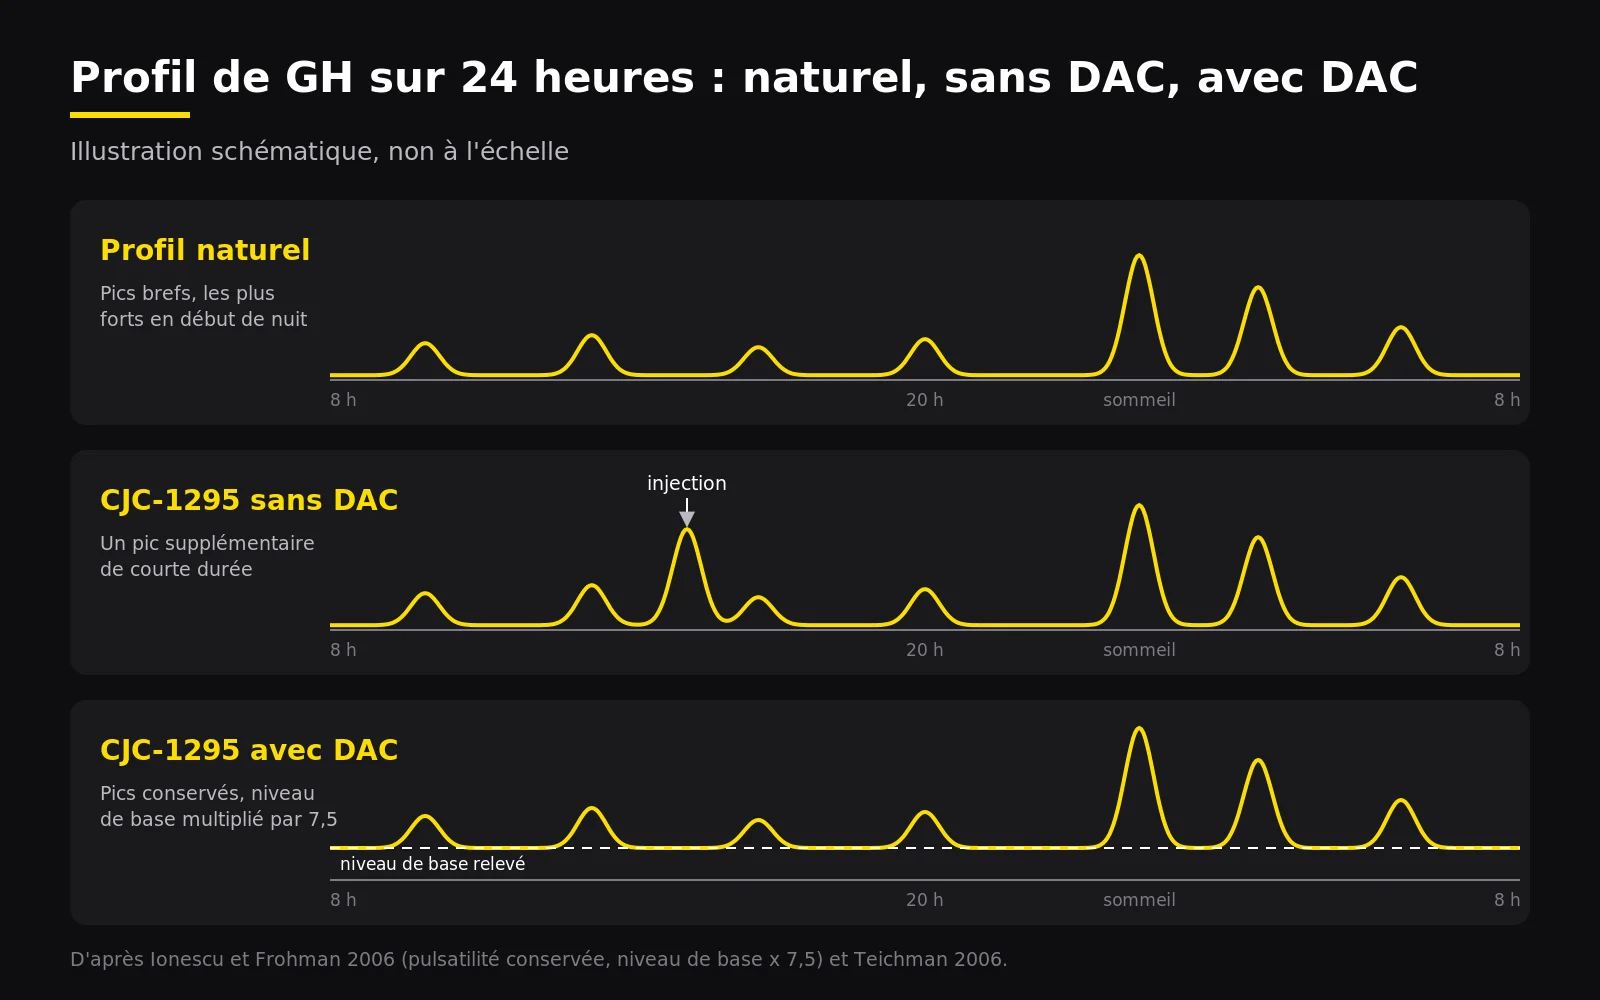 Profil de GH sur 24 heures : naturel, sans DAC, avec DAC
Illustration schématique, non à l'échelle
Profil naturel
Pics brefs, les plus
forts en début de nuit
8 h
20 h
sommeil
8 h
injection
CJC-1295 sans DAC
Un pic supplémentaire
de courte durée
8 h
20 h
sommeil
8 h
CJC-1295 avec DAC
Pics conservés, niveau
de base multiplié par 7,5
niveau de base relevé
8 h
20 h
sommeil
8 h
D'après Ionescu et Frohman 2006 (pulsatilité conservée, niveau de base x 7,5) et Teichman 2006.